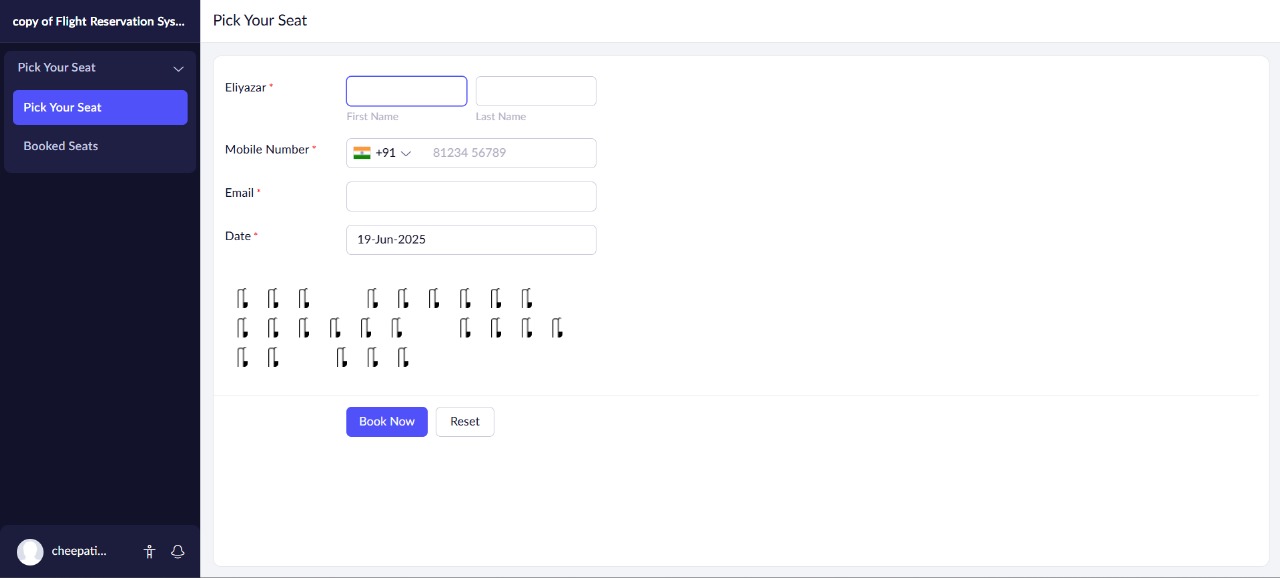 copy of Flight Reservation Sys...
Pick Your Seat
Pick Your Seat
Pick Your Seat
Booked Seats
Eliyazar *
First Name
Last Name
Mobile Number *
+91
81234 56789
Email *
Date *
19-Jun-2025
Book Now
Reset
cheepati...